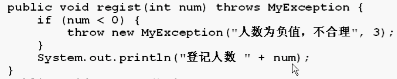 public void regist(int num) throws MyException {
if (num < 0) {
throw new MyException("人数为负值，不合理", 3);
}
System.out.println("登记人数 " + num);
}